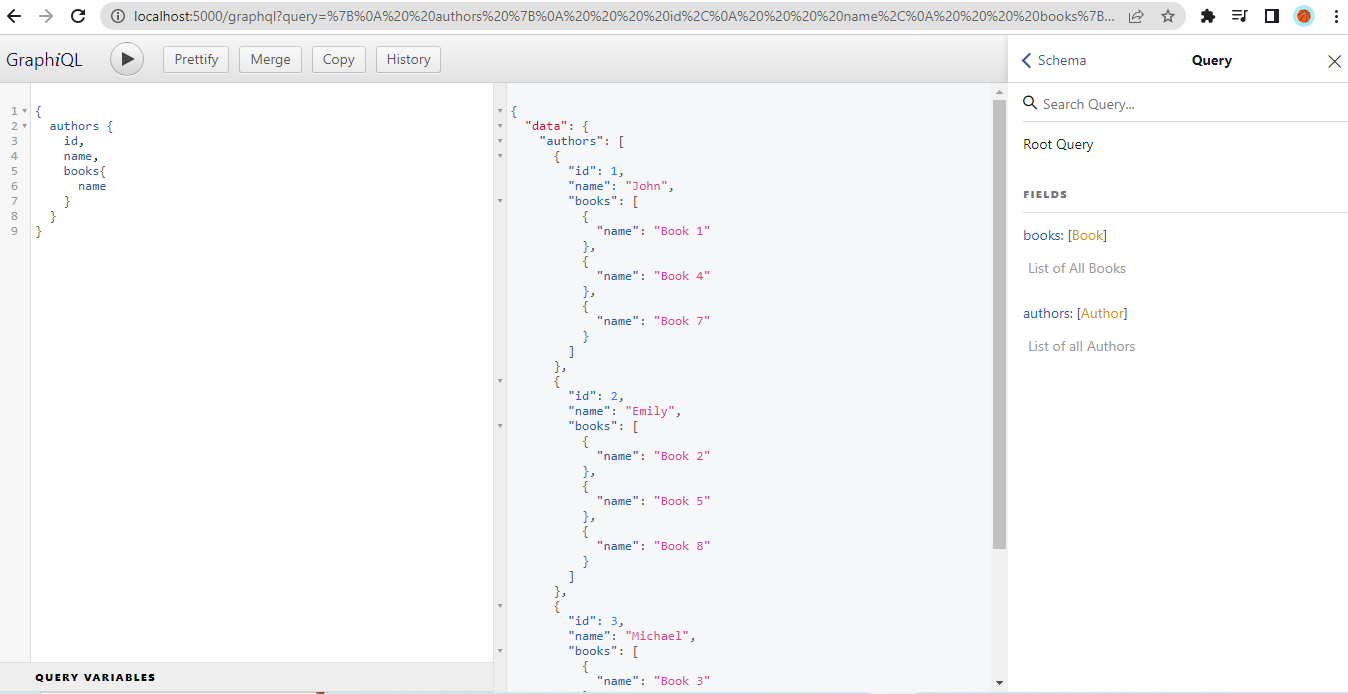 localhost:5000/graphql?query=%7B%0A%20%20authors%20%7B%0A%20%20%20%20id%2C%0A%20%20%20%20name%2C%0A%20%20%20%20books%7B...
GraphiQL
Prettify
Merge
Copy
History
1 {
2 authors {
3 id,
4 name,
5 books{
6 name
7 }
8 }
9 }
QUERY VARIABLES
{
"data": {
"authors": [
{
"id": 1,
"name": "John",
"books": [
{
"name": "Book 1"
},
{
"name": "Book 4"
},
{
"name": "Book 7"
}
]
},
{
"id": 2,
"name": "Emily",
"books": [
{
"name": "Book 2"
},
{
"name": "Book 5"
},
{
"name": "Book 8"
}
]
},
{
"id": 3,
"name": "Michael",
"books": [
{
"name": "Book 3"
Schema
Query
Search Query...
Root Query
FIELDS
books: [Book]
List of All Books
authors: [Author]
List of all Authors